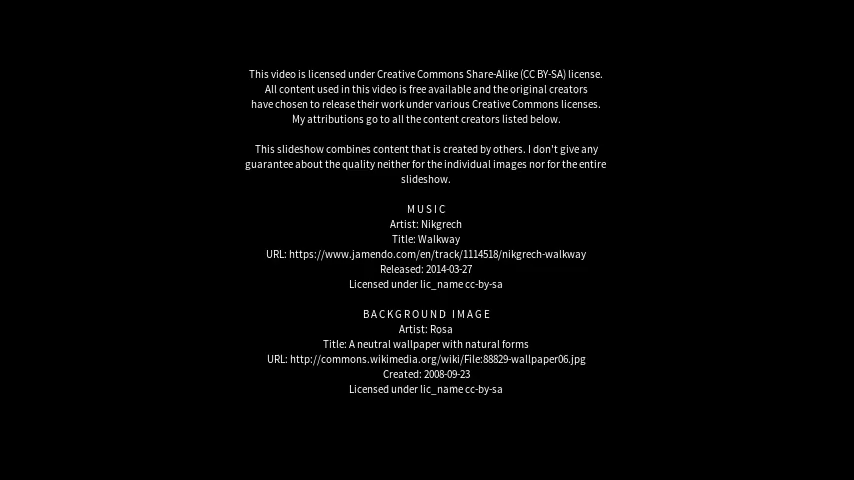 This video is licensed under Creative Commons Share-Alike (CC BY-SA) license.
All content used in this video is free available and the original creators
have chosen to release their work under various Creative Commons licenses.
My attributions go to all the content creators listed below.
This slideshow combines content that is created by others. I don't give any
guarantee about the quality neither for the individual images nor for the entire
slideshow.
MUSIC
Artist: Nikgrech
Title: Walkway
URL: https://www.jamendo.com/en/track/1114518/nikgrech-walkway
Released: 2014-03-27
Licensed under lic_name cc-by-sa
BACKGROUND IMAGE
Artist: Rosa
Title: A neutral wallpaper with natural forms
URL: http://commons.wikimedia.org/wiki/File:88829-wallpaper06.jpg
Created: 2008-09-23
Licensed under lic_name cc-by-sa